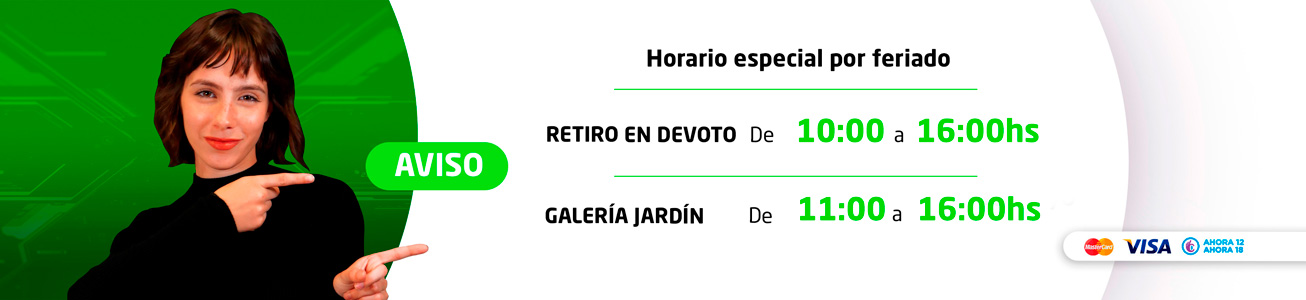 Horario especial por feriado
RETIRO EN DEVOTO De 10:00 a 16:00hs
AVISO
GALERÍA JARDÍN De 11:00 a 16:00hs
MasterCard VISA AHORA 12
AHORA 18